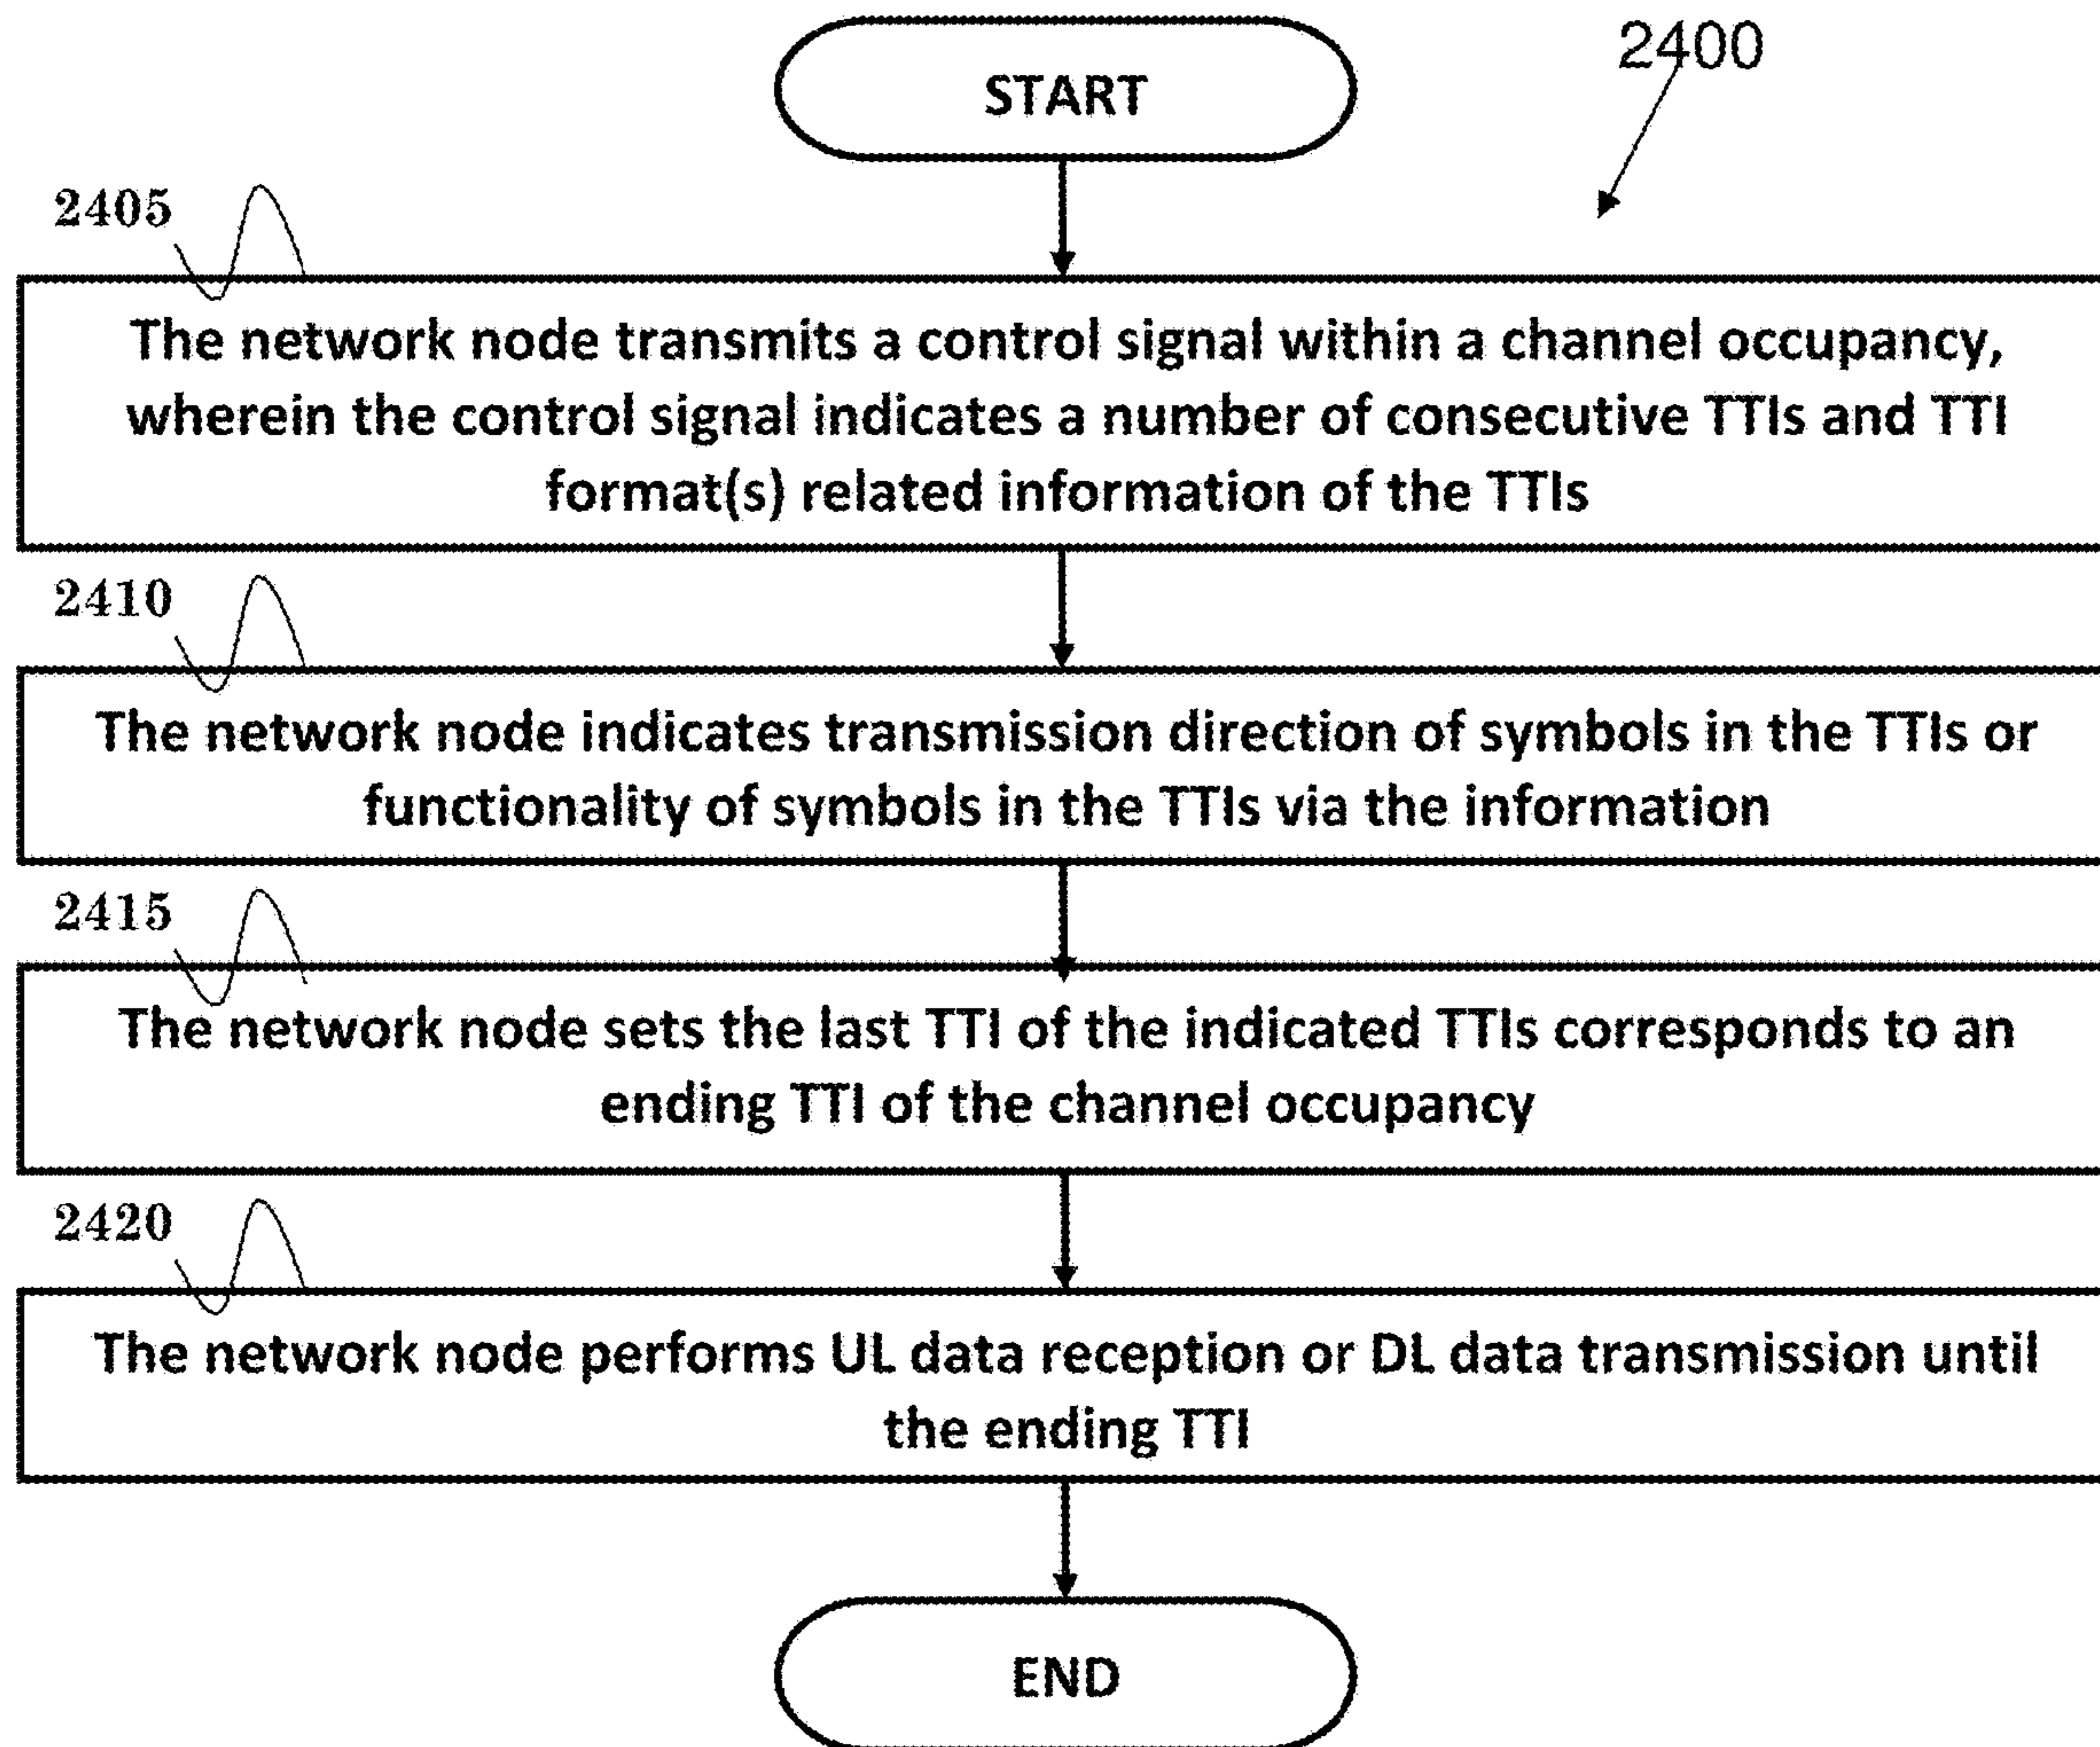 START
2400
2405
The network node transmits a control signal within a channel occupancy,
wherein the control signal indicates a number of consecutive TTIs and TTI
format(s) related information of the TTIs
2410
The network node indicates transmission direction of symbols in the TTIs or
functionality of symbols in the TTIs via the information
2415
The network node sets the last TTI of the indicated TTIs corresponds to an
ending TTI of the channel occupancy
2420
The network node performs UL data reception or DL data transmission until
the ending TTI
END